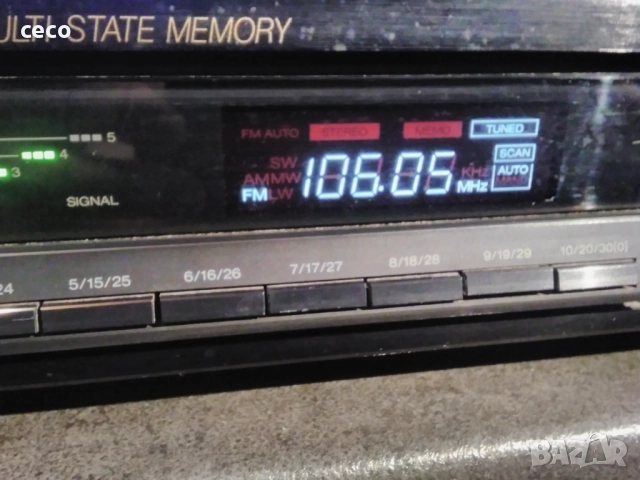 ceco
ULTI-STATE MEMORY
FM AUTO STEREO MEMO TUNED
5
4
3
SIGNAL
SW
AM MW
FM LW
106.05
KHz
MHz
SCAN
AUTO
MANU
24 5/15/25 6/16/26 7/17/27 8/18/28 9/19/29 10/20/30(0)
BAZAR